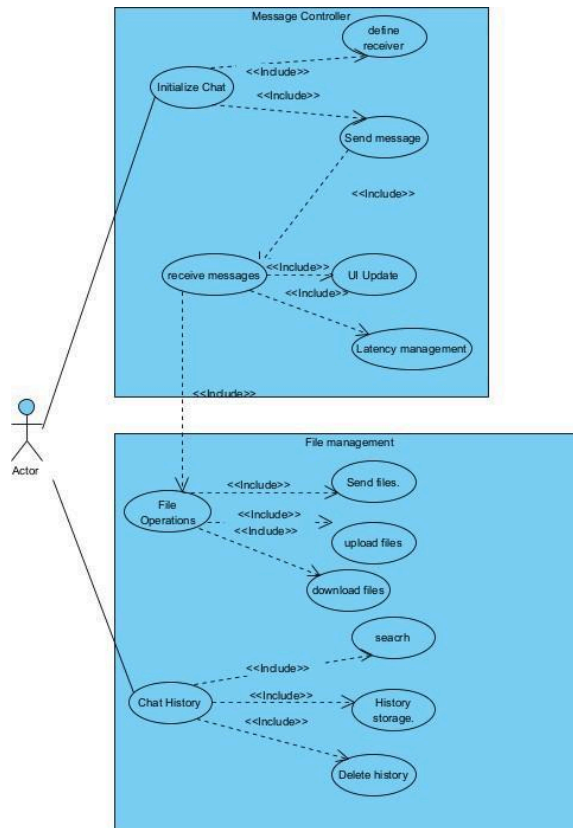 Message Controller
define
receiver
<<Include>>
Initialize Chat
<<Include>>
Send message
<<Include>>
receive messages
<<Include>>
UI Update
<<Include>>
Latency management
<<Include>>
Actor
File management
Send files.
<<Include>>
File
Operations
<<Include>>
<<Include>>
upload files
download files
seacrh
<<Include>>
Chat History
<<Include>>
History
storage.
<<Include>>
Delete history